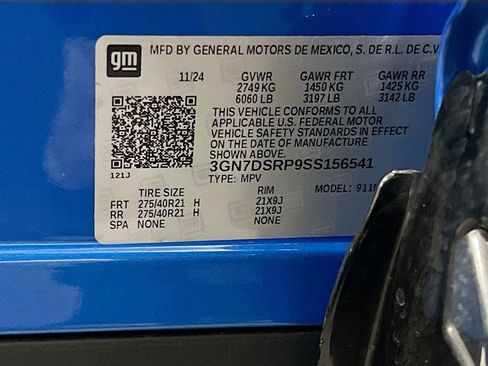 gm
MFD BY GENERAL MOTORS DE MEXICO, S. DE R.L. DE C.V
11/24 GVWR GAWR FRT GAWR RR
2749 KG 1450 KG 1425 KG
6060 LB 3197 LB 3142 LB
THIS VEHICLE CONFORMS TO ALL
APPLICABLE U.S. FEDERAL MOTOR
VEHICLE SAFETY STANDARDS IN EFFECT
ON THE DATE OF MANUFACTURE
SHOWN ABOVE.
3GN7DSRP9SS156541
121J TYPE: MPV MODEL: 911M
TIRE SIZE RIM
FRT 275/40R21 H 21X9J
RR 275/40R21 H 21X9J
SPA NONE NONE